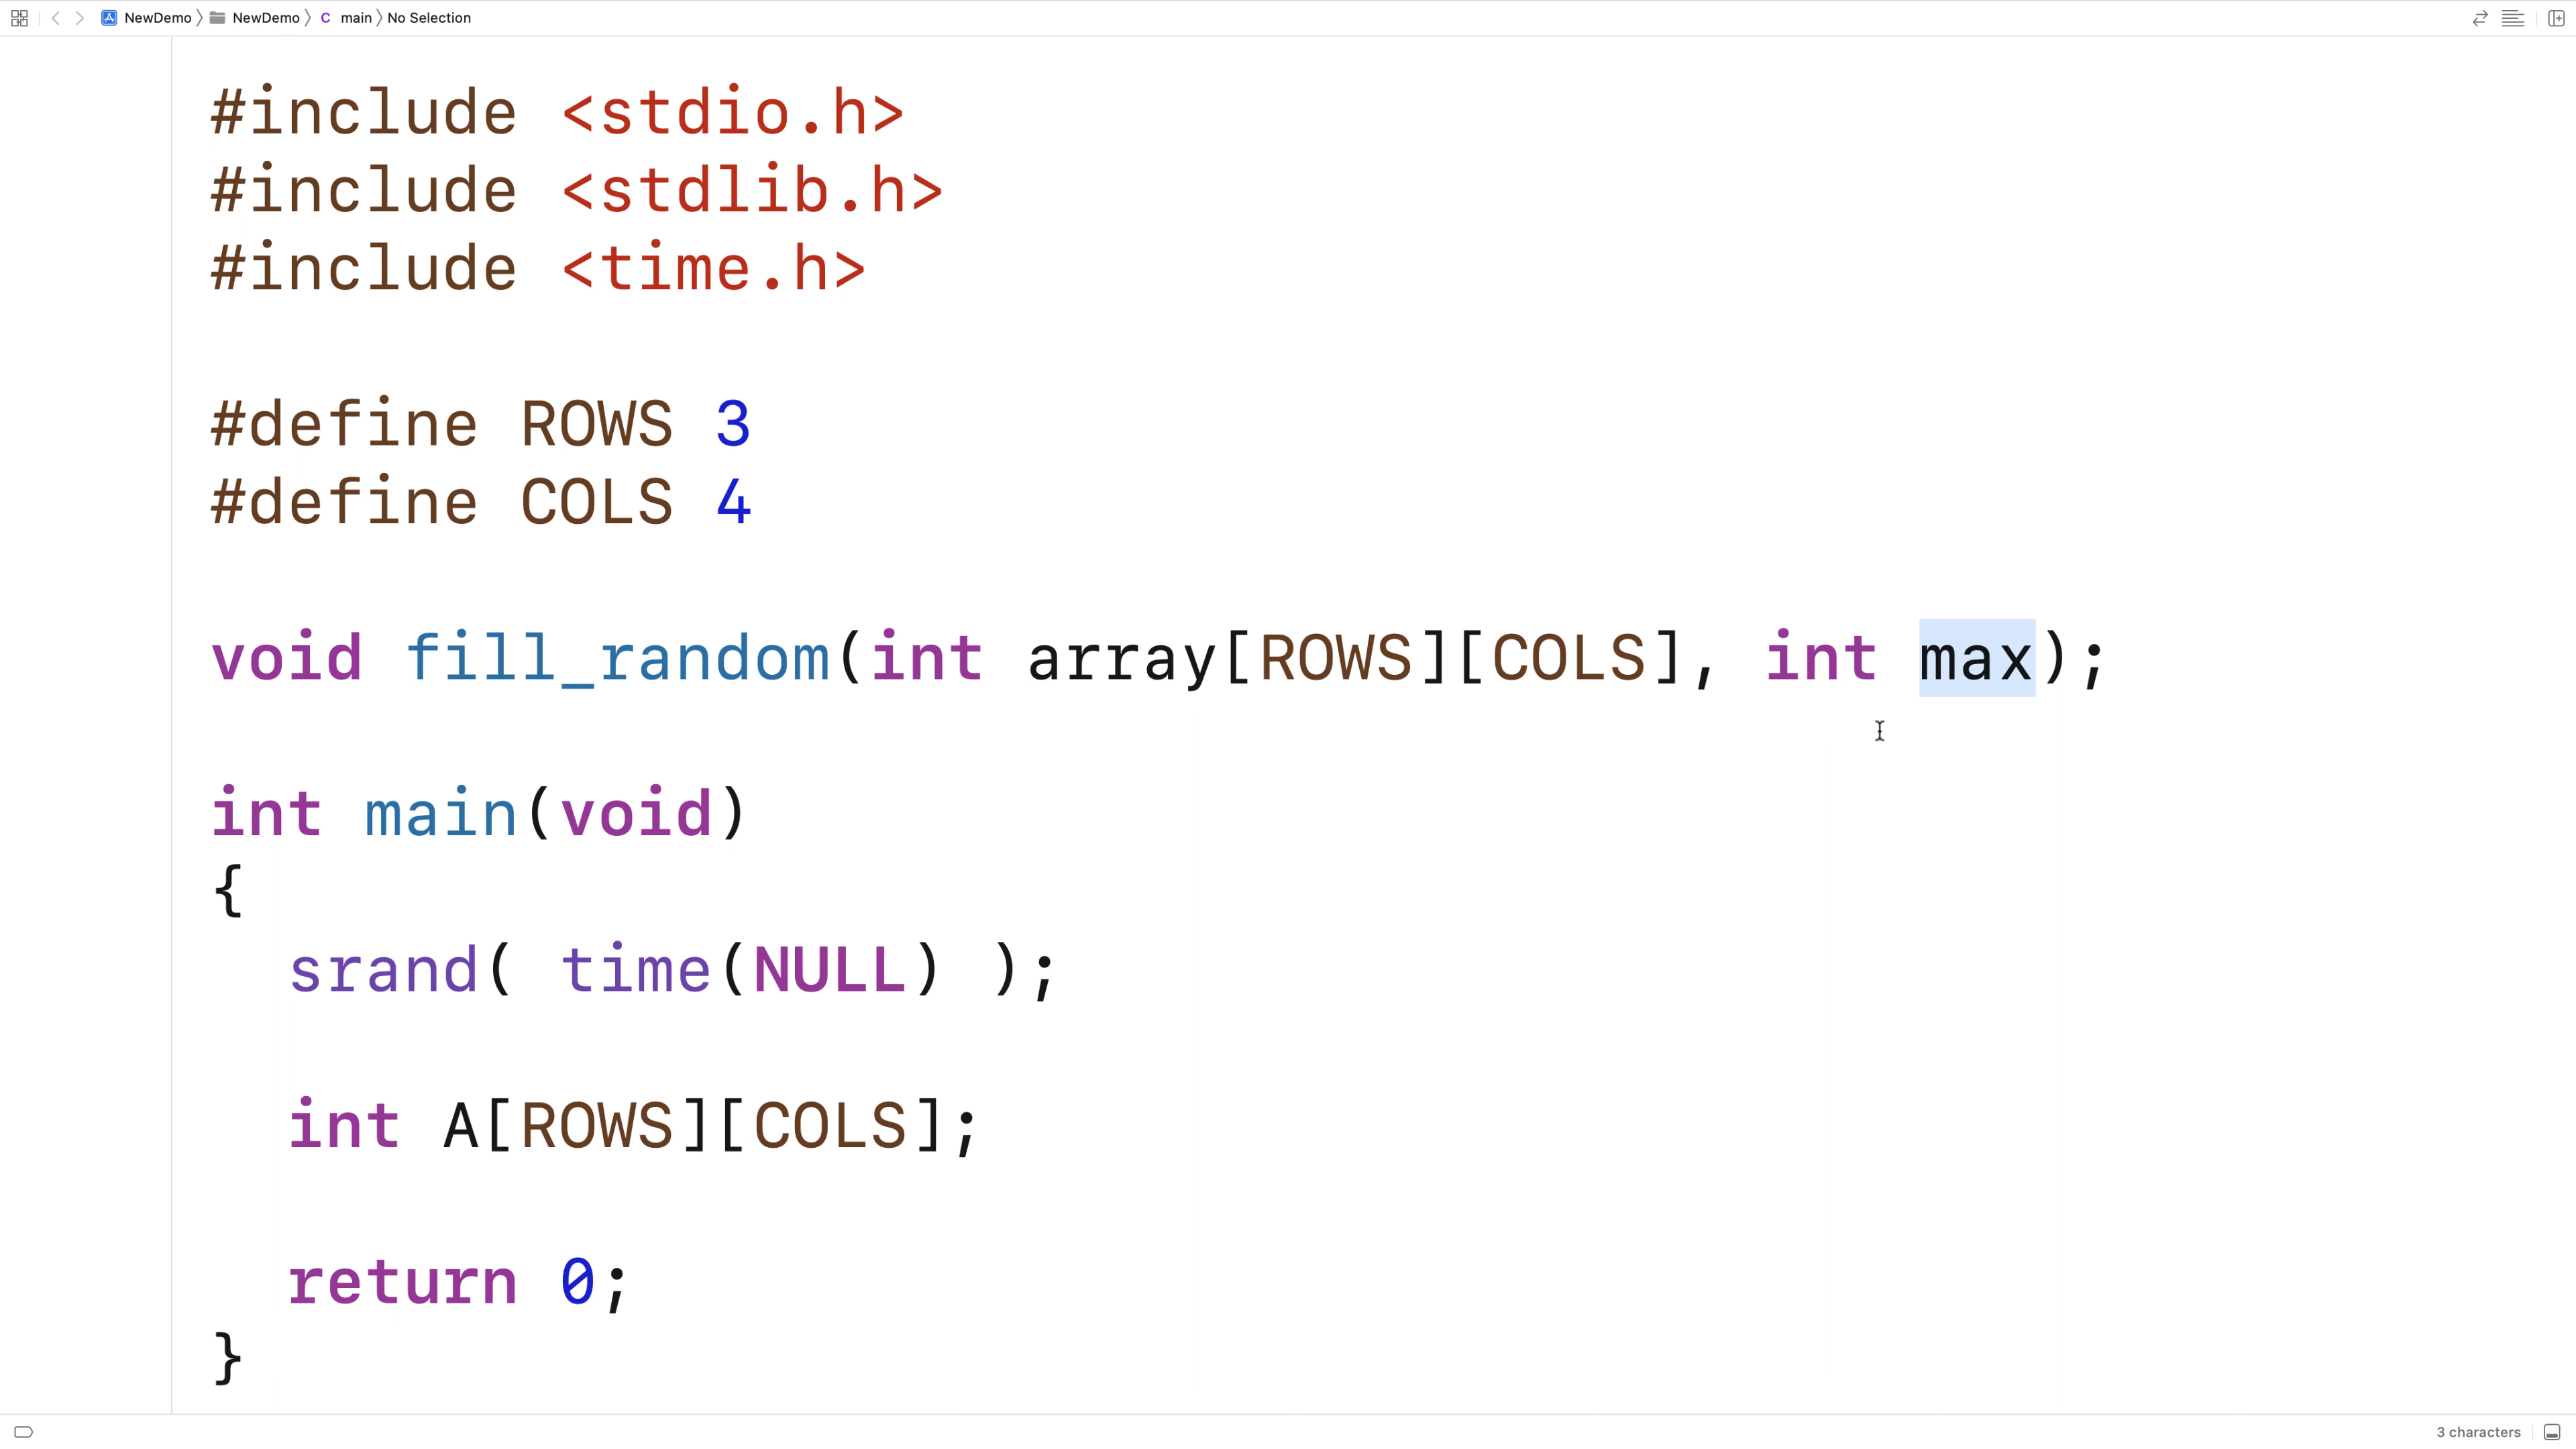 NewDemo NewDemo C main No Selection
#include <stdio.h>
#include <stdlib.h>
#include <time.h>
#define ROWS 3
#define COLS 4
void fill_random(int array[ROWS][COLS], int max);
int main(void)
{
srand( time(NULL) );
int A[ROWS][COLS];
return 0;
}
3 characters